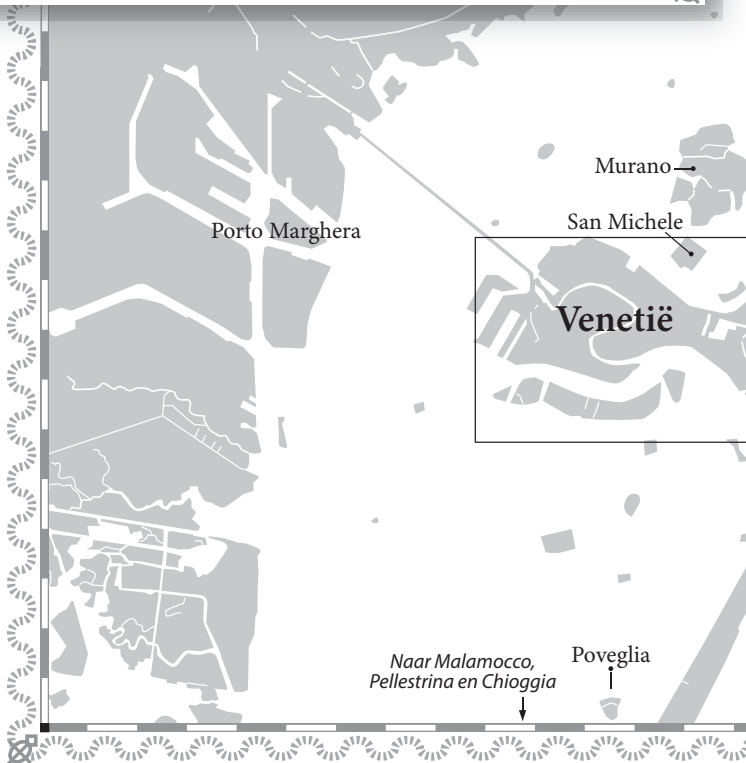 Murano
San Michele
Porto Marghera
Venetië
Naar Malamocco,
Pellestrina en Chioggia
Poveglia